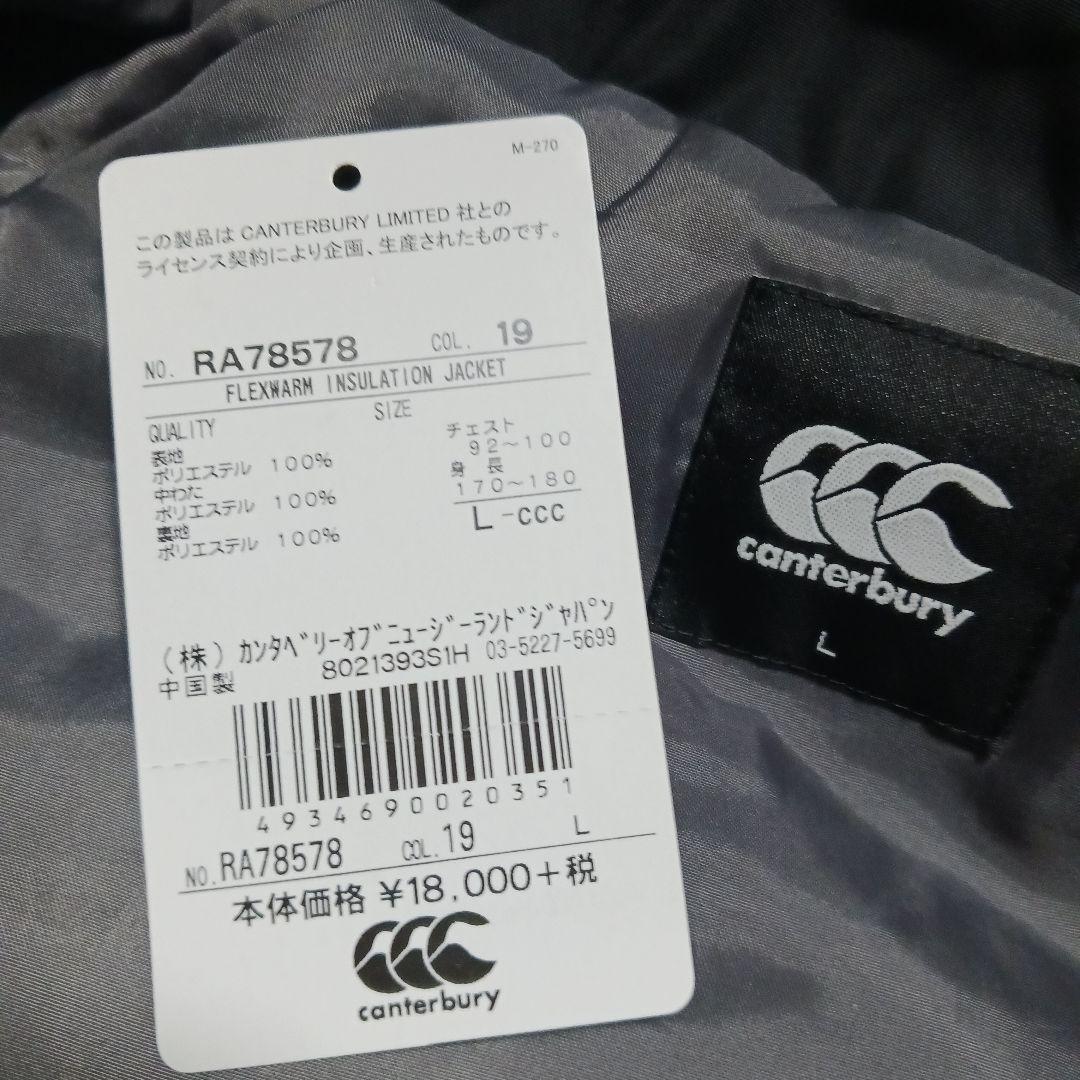 M-270
この製品は CANTERBURY LIMITED 社との
ライセンス契約により企画、生産されたものです。
NO. RA78578 COL. 19
FLEXWARM INSULATION JACKET
QUALITY SIZE
表地
ポリエステル 100%
中わた
ポリエステル 100%
裏地
ポリエステル 100%
チェスト
92~100
身 長
170~180
L-CCC
(株) カンタベリーオブニュージーランドジャパン
中国製 8021393S1H 03-5227-5699
4934690020351
NO. RA78578 COL. 19 L
本体価格 ¥18,000+税
canterbury
canterbury
L